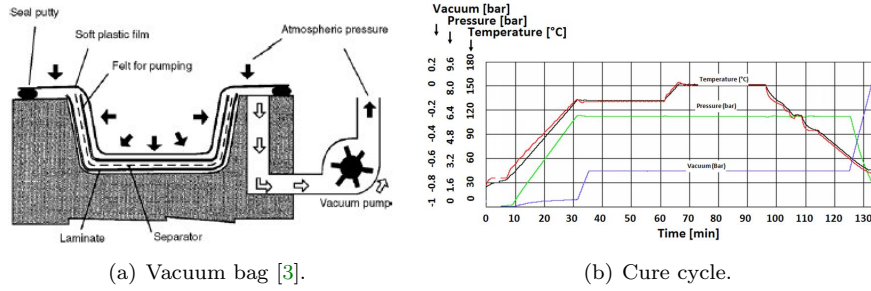 Seal putty
Soft plastic film
Felt for pumping
Atmospheric pressure
Vacuum pump
Laminate
Separator
(a) Vacuum bag [3].
Vacuum [bar]
Pressure [bar]
Temperature [°C]
0.2 9.6 180
0 8.0 150
-0.2 6.4 120
-0.4 4.8 90
-0.6 3.2 60
-0.8 1.6 30
-1 0 0
Temperature (°C)
Pressure (bar)
Vacuum (Bar)
0 10 20 30 40 50 60 70 80 90 100 110 120 130
Time [min]
(b) Cure cycle.